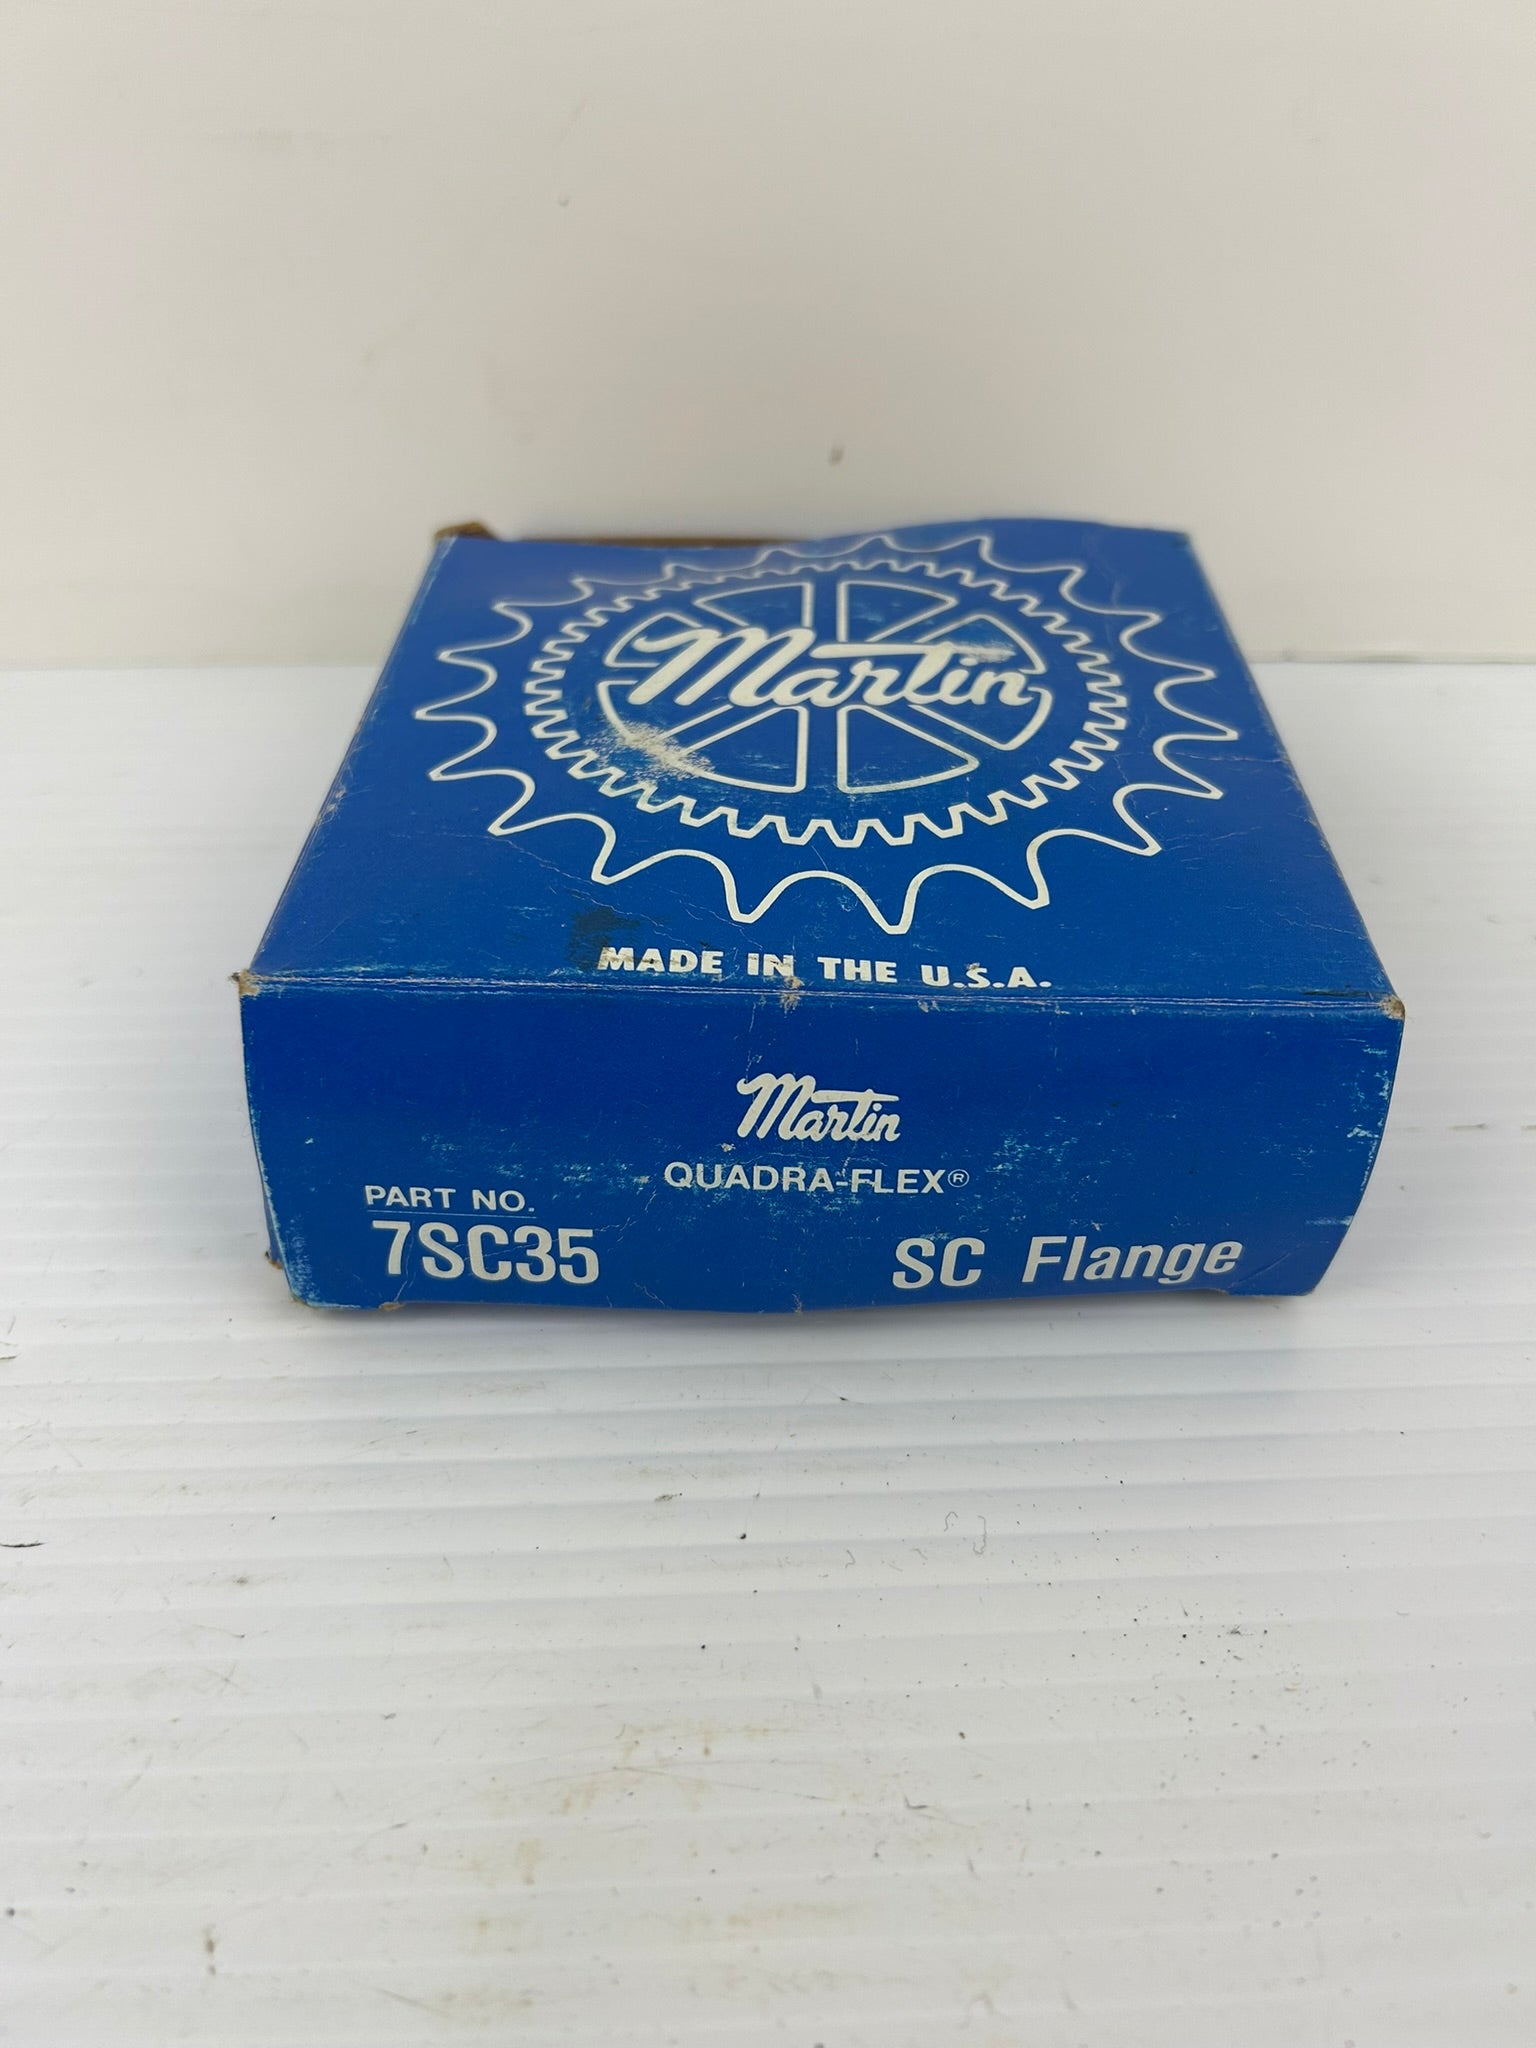 Martin
MADE IN THE U.S.A.
Martin
QUADRA-FLEX®
PART NO.
7SC35
SC Flange